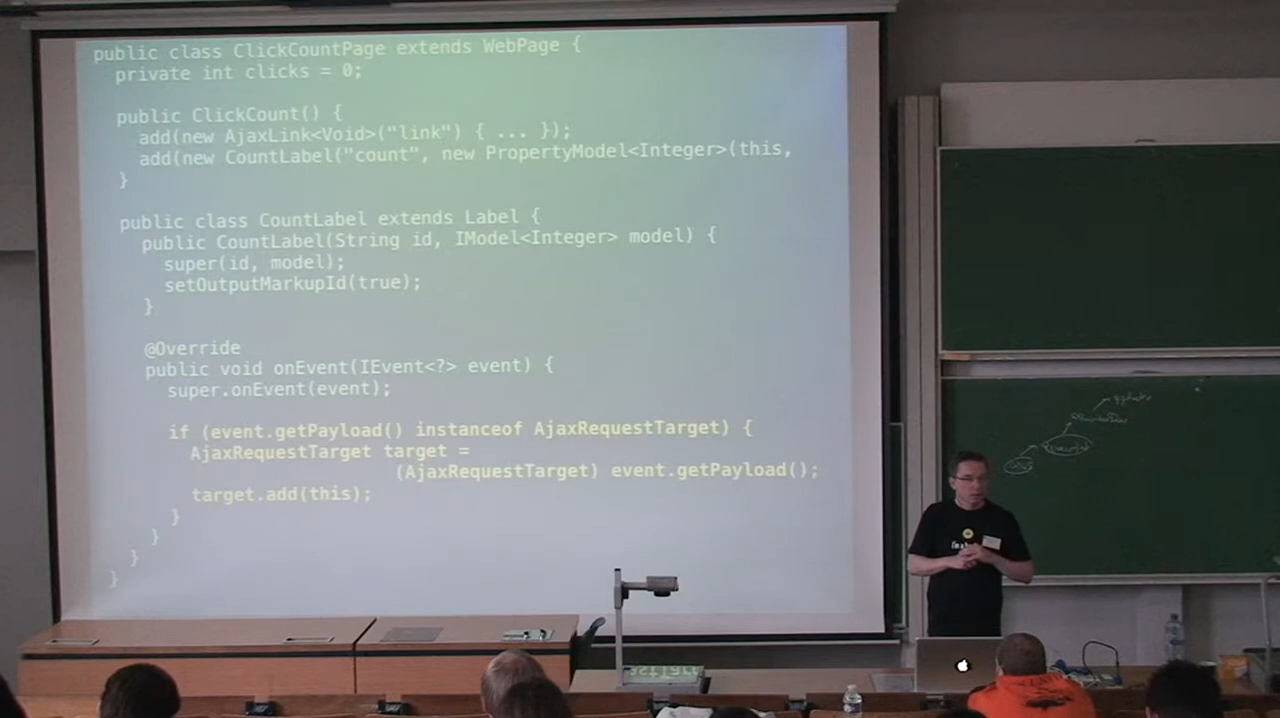 public class ClickCountPage extends WebPage {
private int clicks = 0;
public ClickCount() {
add(new AjaxLink<Void>("link") { ... });
add(new CountLabel("count", new PropertyModel<Integer>(this,
}
public class CountLabel extends Label {
public CountLabel(String id, IModel<Integer> model) {
super(id, model);
setOutputMarkupId(true);
}
@Override
public void onEvent(IEvent<?> event) {
super.onEvent(event);
if (event.getPayload() instanceof AjaxRequestTarget) {
AjaxRequestTarget target =
(AjaxRequestTarget) event.getPayload();
target.add(this);
}
}
}
}